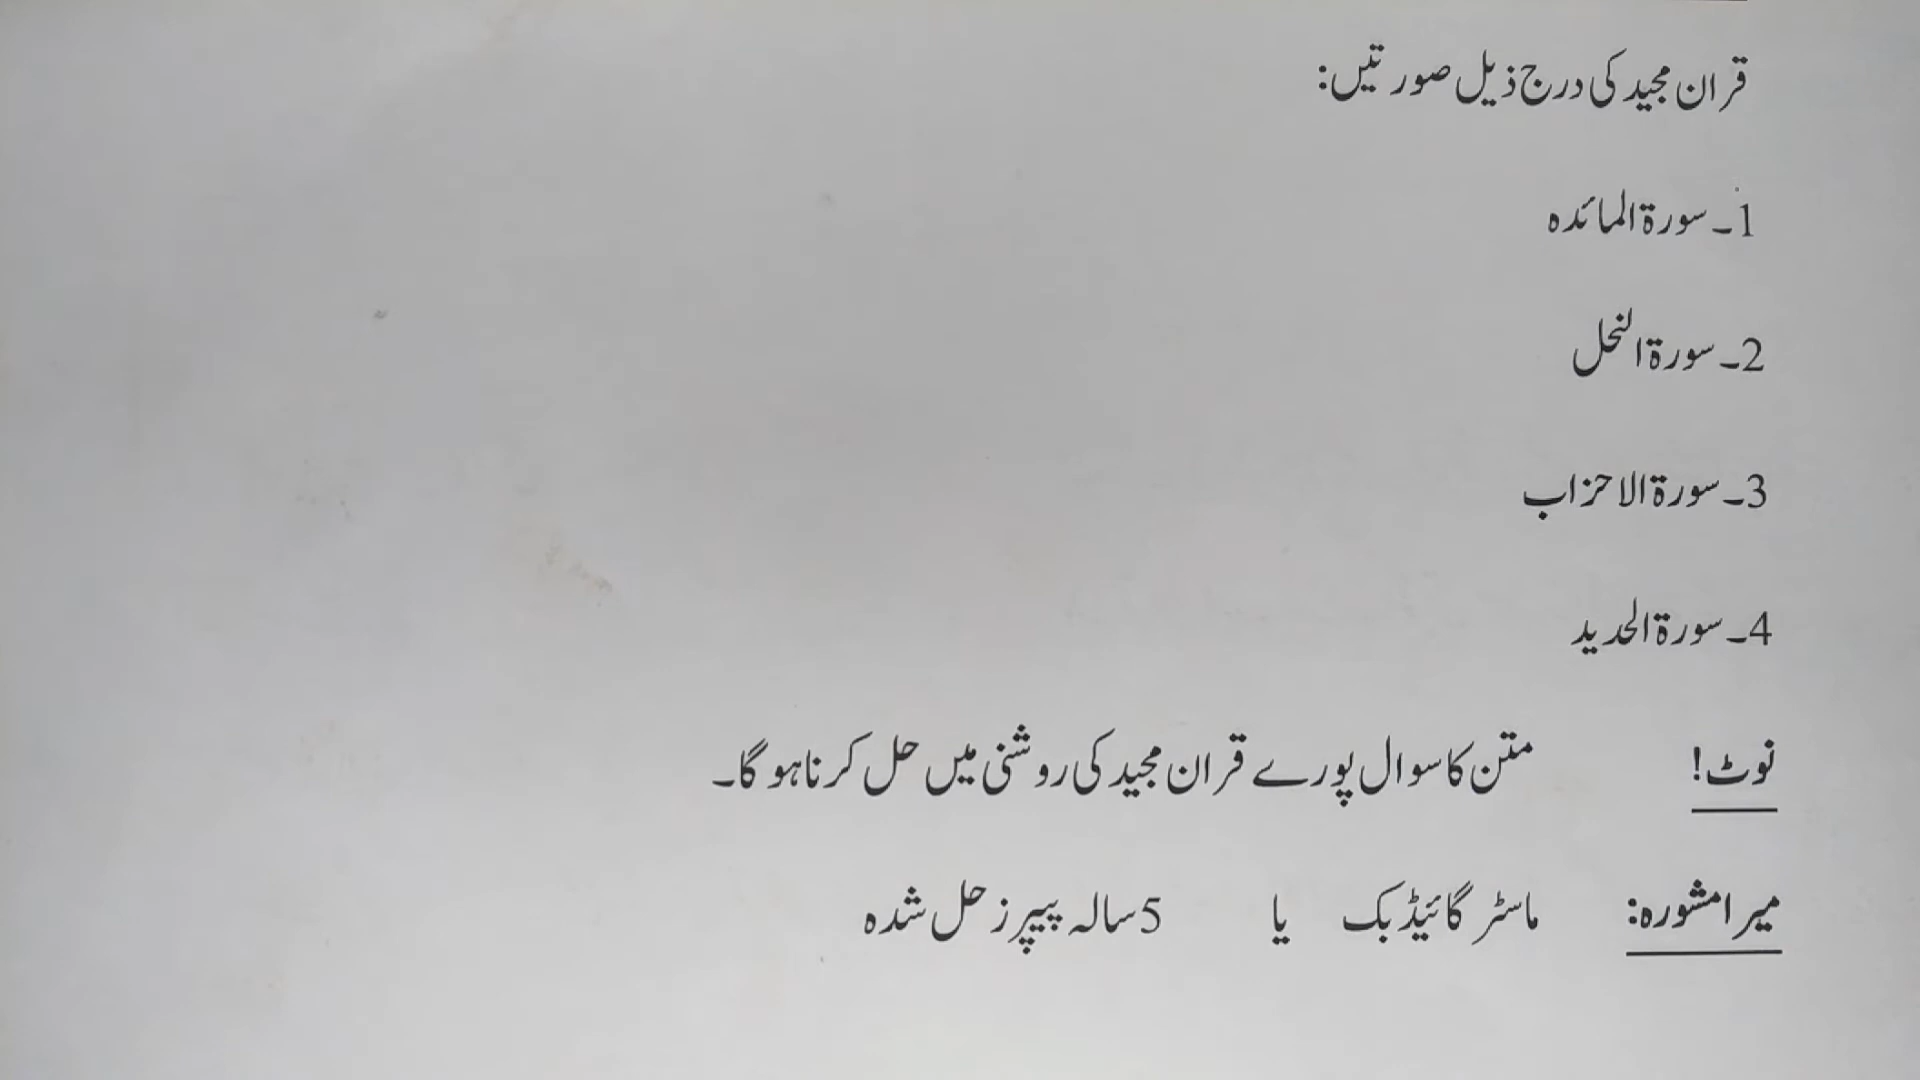 قران مجید کی درج ذیل صورتیں:
1۔ سورۃ المائدہ
2۔ سورۃ النحل
3۔ سورۃ الاحزاب
4۔ سورۃ الحدید
نوٹ! متن کا سوال پورے قران مجید کی روشنی میں حل کرنا ہو گا۔
میرا مشورہ: ماسٹر گائیڈ بک یا 5 سالہ پیپرز حل شدہ